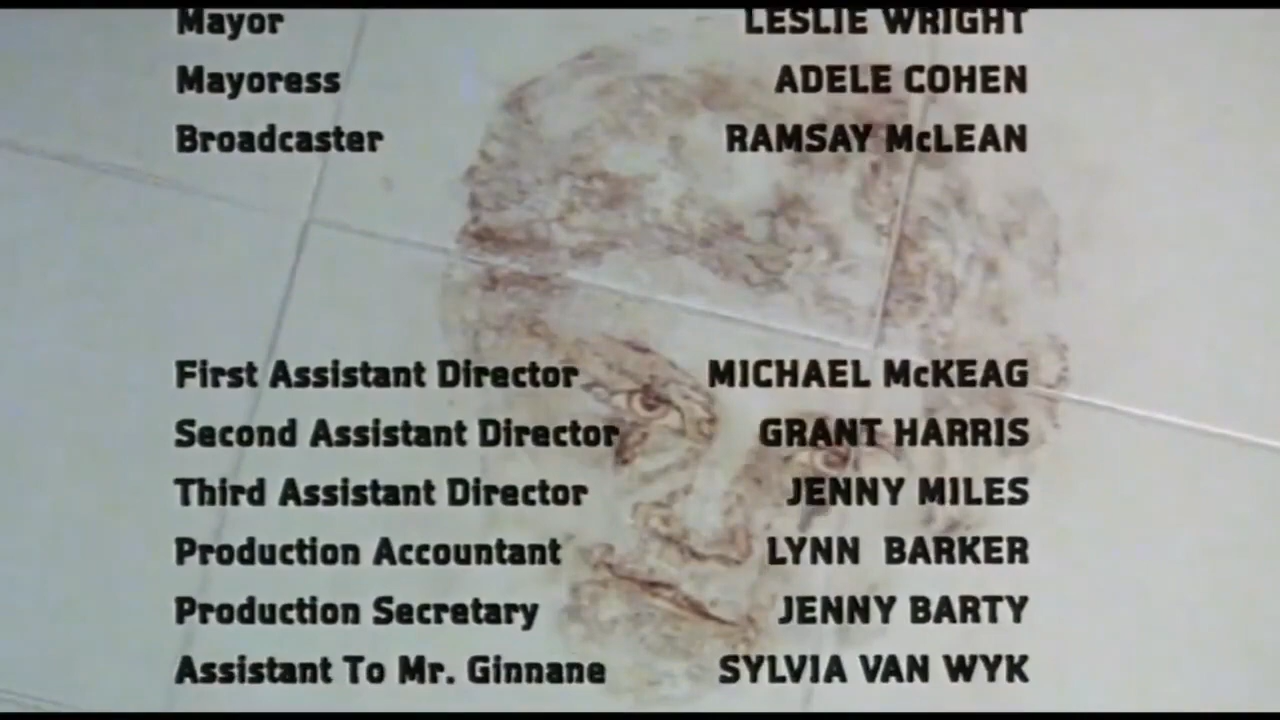 Mayor LESLIE WRIGHT
Mayoress ADELE COHEN
Broadcaster RAMSAY McLEAN
First Assistant Director MICHAEL McKEAG
Second Assistant Director GRANT HARRIS
Third Assistant Director JENNY MILES
Production Accountant LYNN BARKER
Production Secretary JENNY BARTY
Assistant To Mr. Ginnane SYLVIA VAN WYK